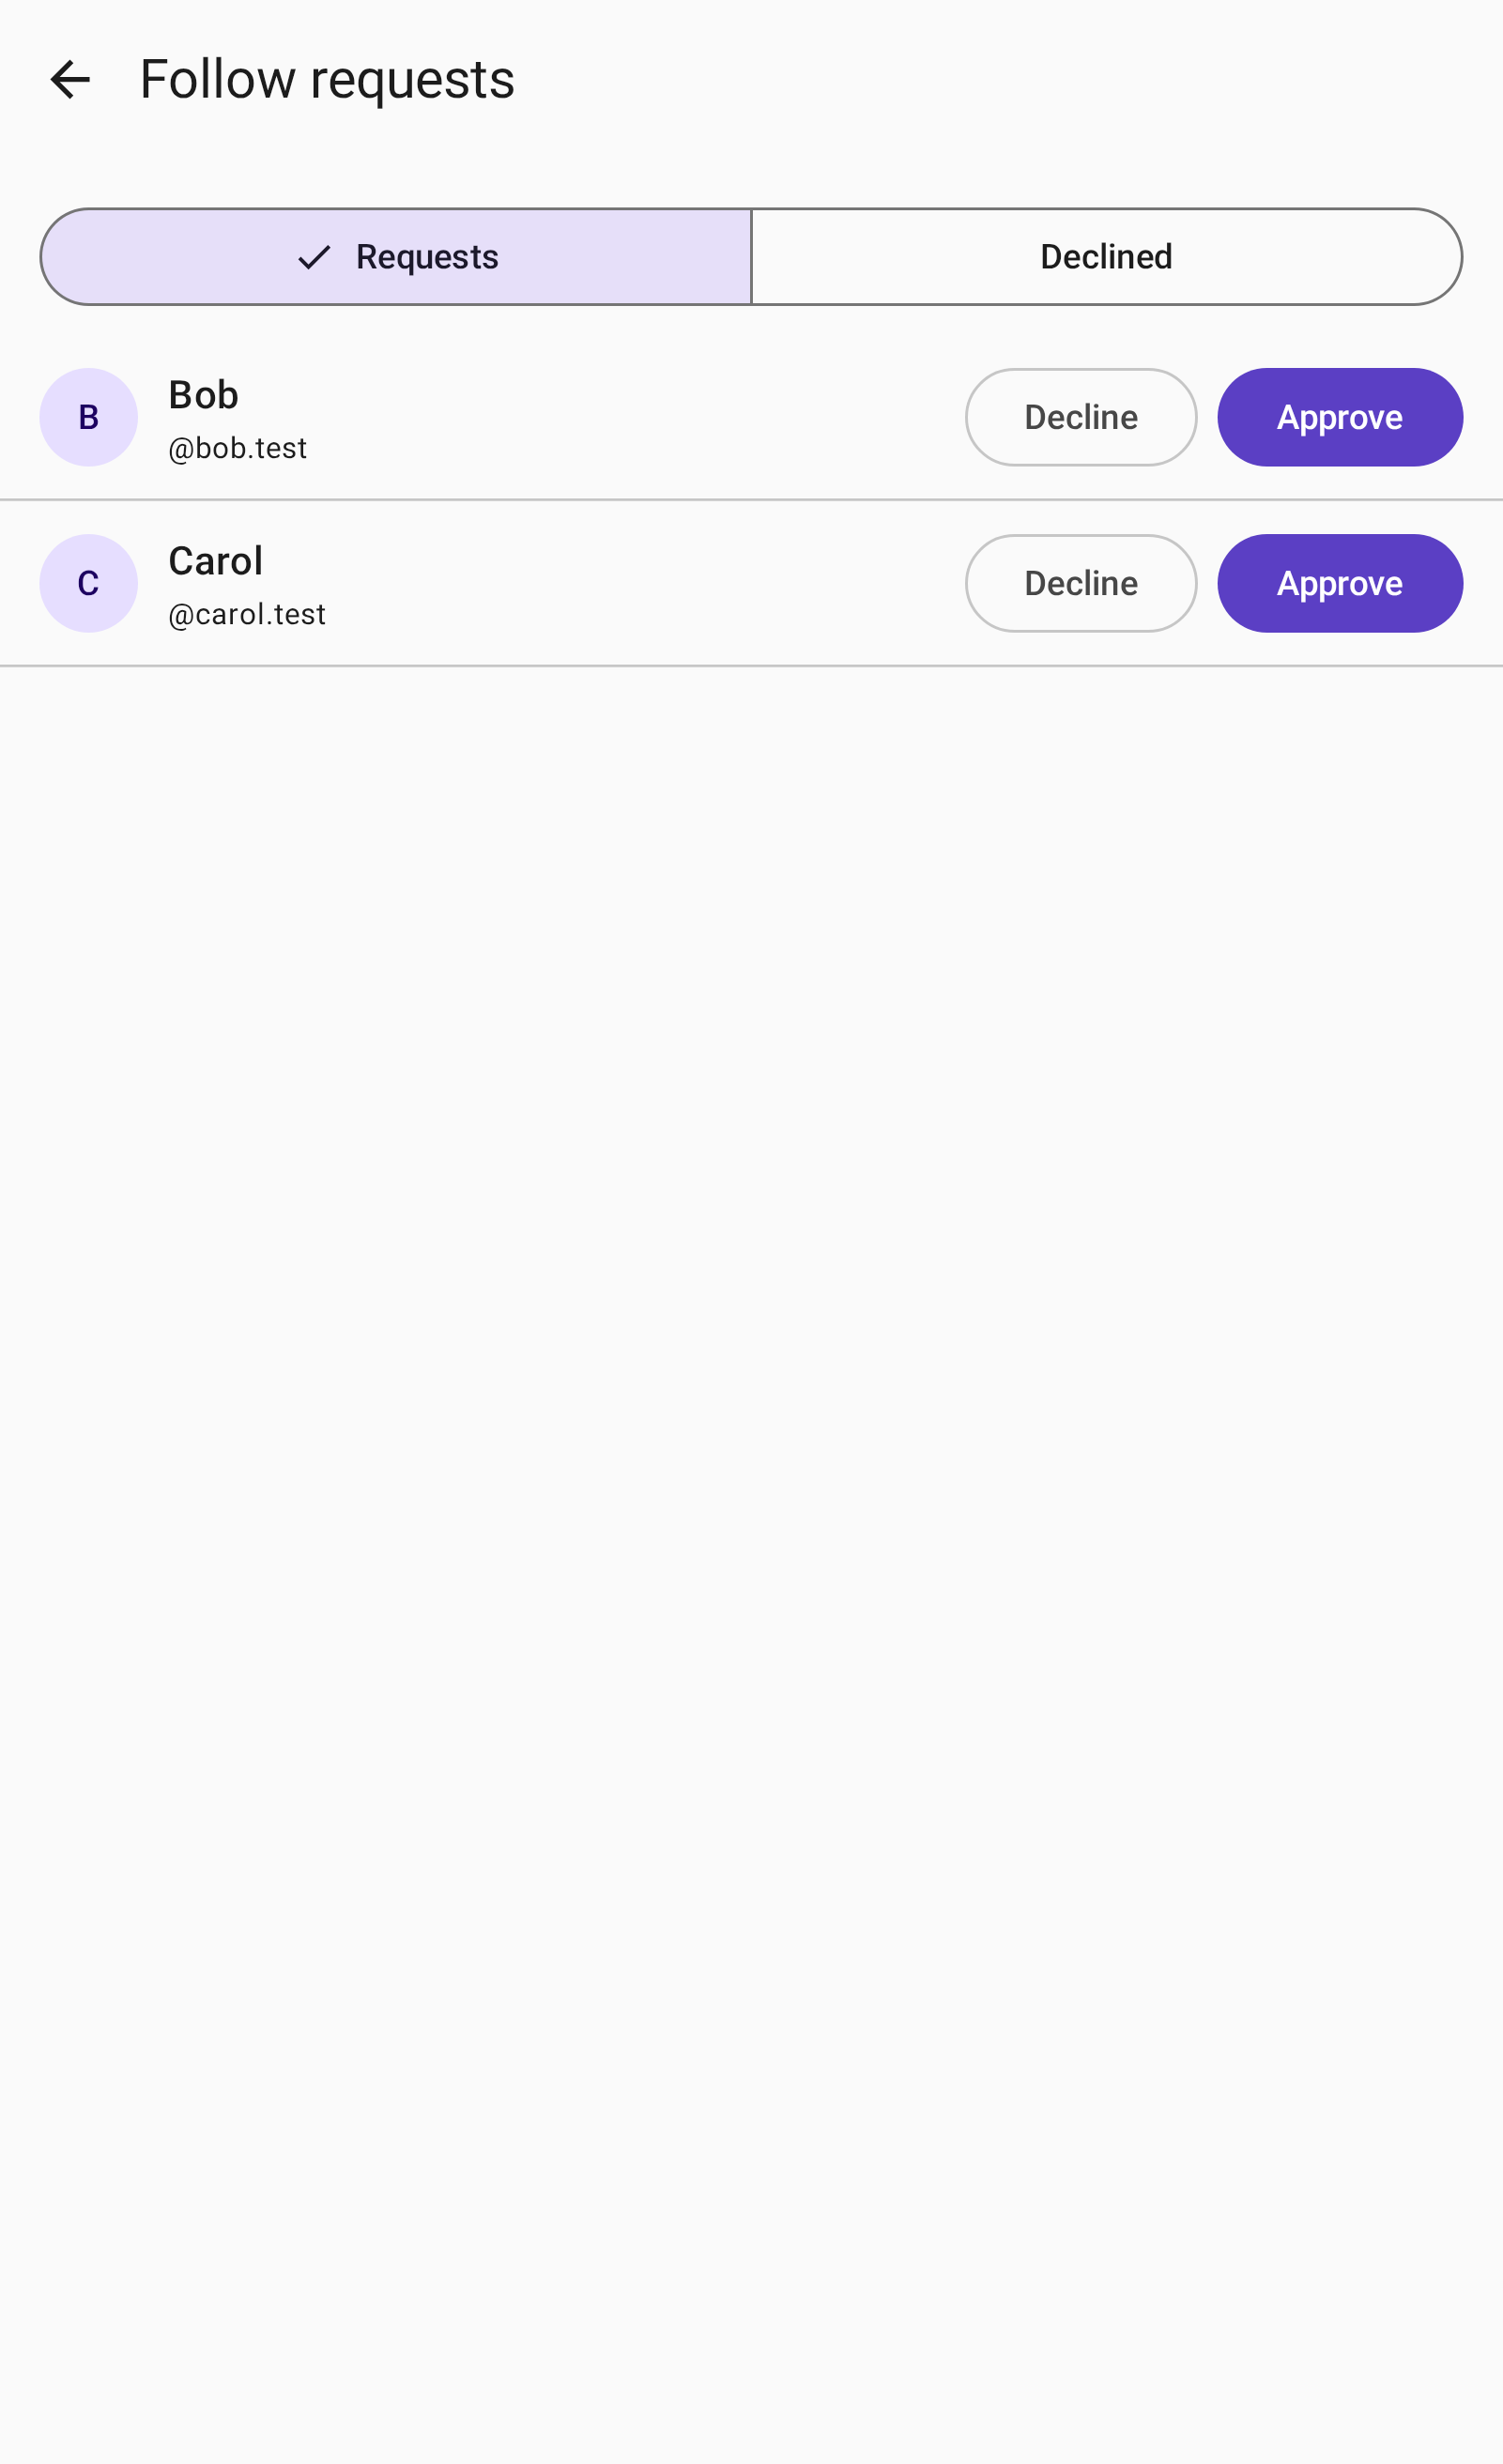 Follow requests
Requests
Declined
B
Bob
@bob.test
Decline
Approve
C
Carol
@carol.test
Decline
Approve